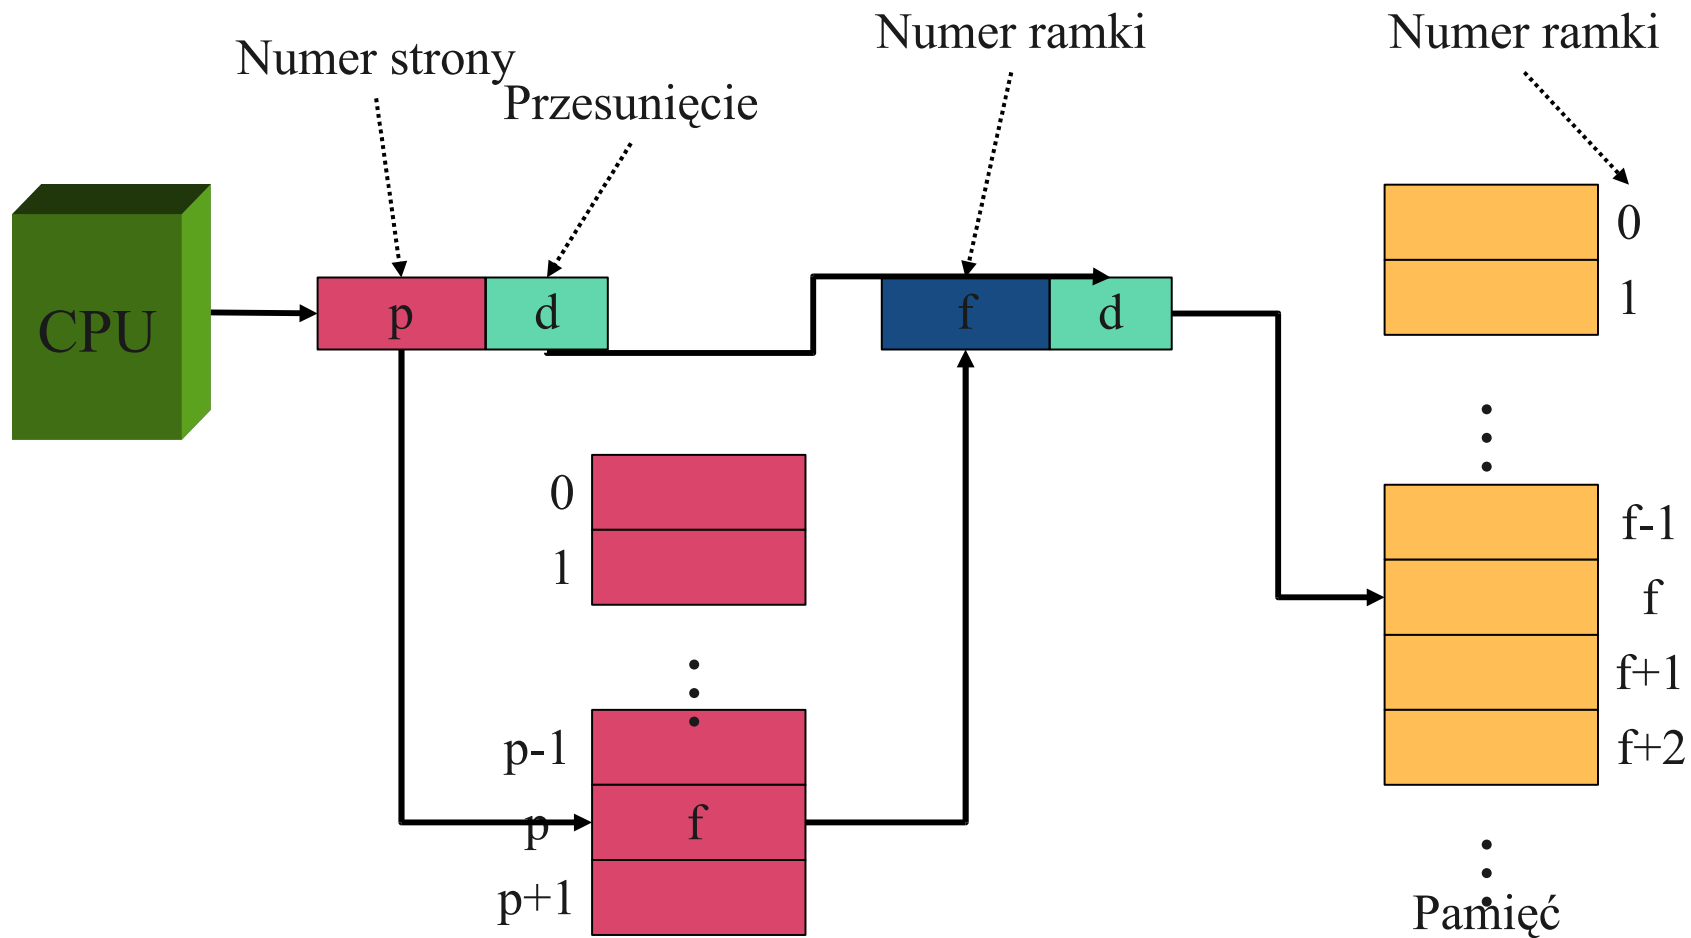 Numer strony
Przesunięcie
Numer ramki
Numer ramki
CPU
p
d
f
d
0
1
0
1
p-1
p
f
p+1
f-1
f
f+1
f+2
Pamięć